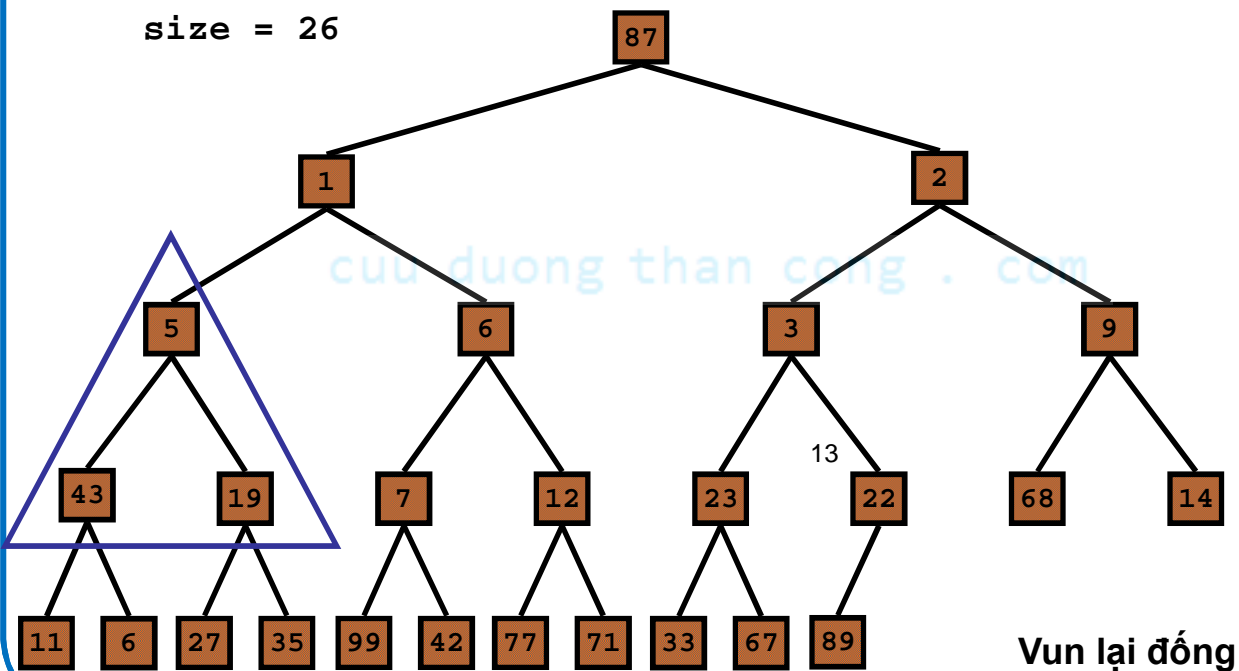 size = 26
87
1 2
cuu duong than cong . com
5 6 3 9
13
43 19 7 12 23 22 68 14
11 6 27 35 99 42 77 71 33 67 89
Vun lại đống